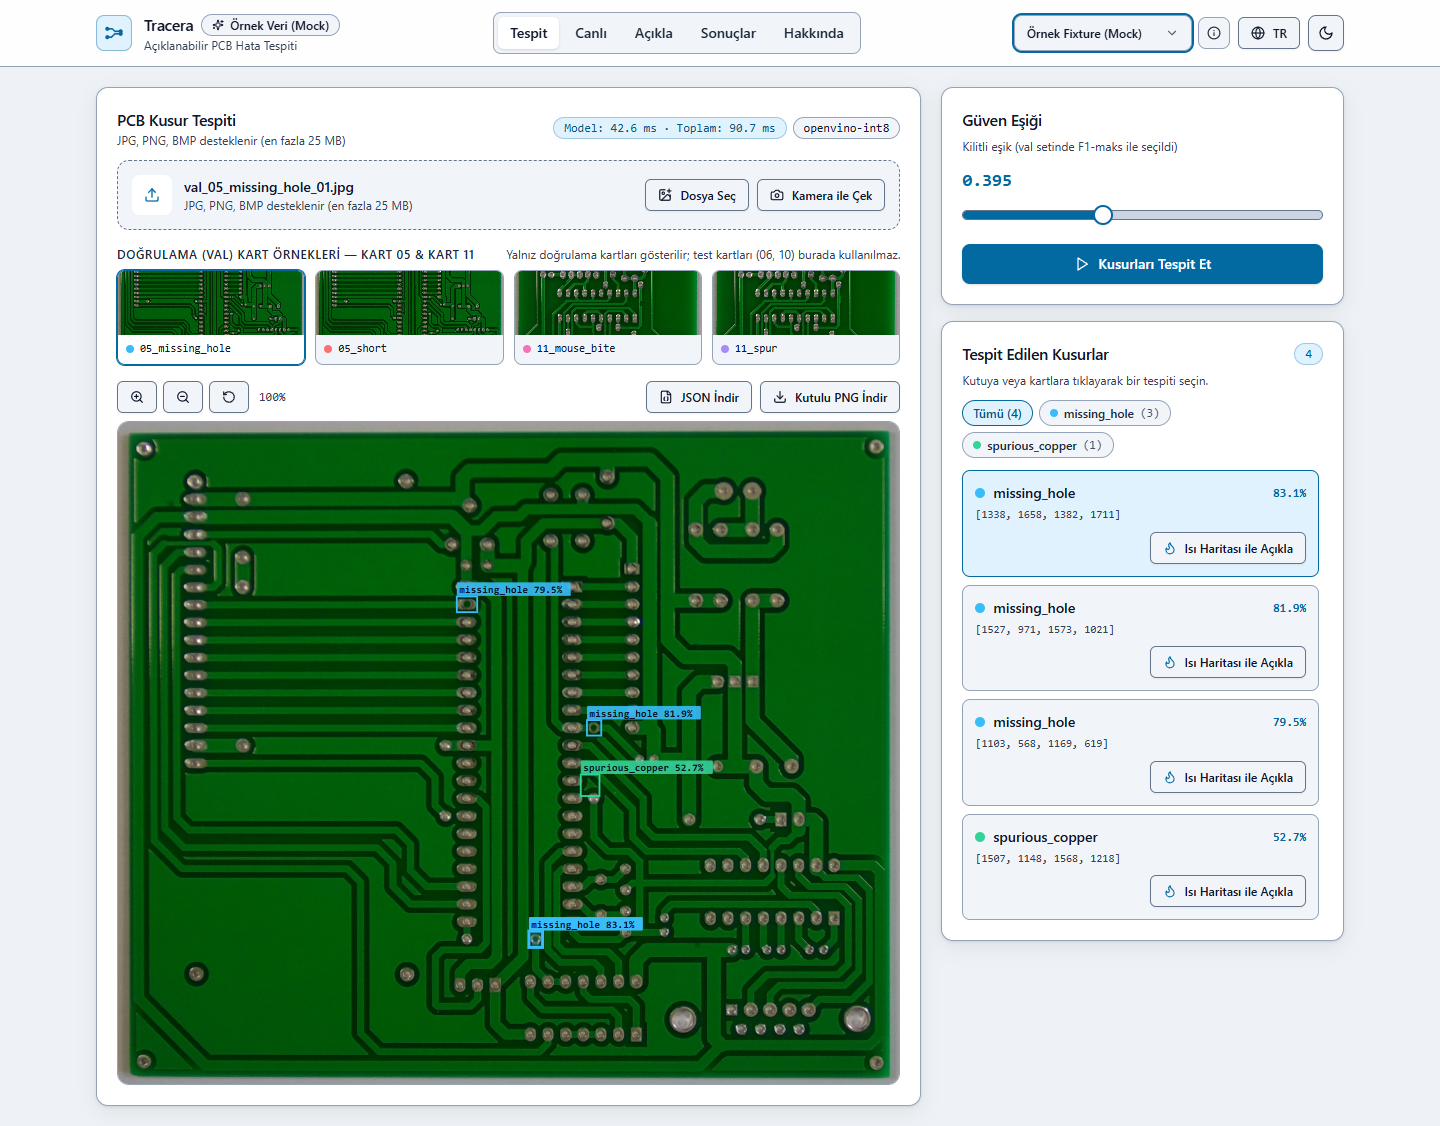 Tracera
Örnek Veri (Mock)
Açıklanabilir PCB Hata Tespiti
Tespit
Canlı
Açıkla
Sonuçlar
Hakkında
Örnek Fixture (Mock)
TR
PCB Kusur Tespiti
JPG, PNG, BMP desteklenir (en fazla 25 MB)
Model: 42.6 ms · Toplam: 90.7 ms
openvino-int8
val_05_missing_hole_01.jpg
JPG, PNG, BMP desteklenir (en fazla 25 MB)
Dosya Seç
Kamera ile Çek
DOĞRULAMA (VAL) KART ÖRNEKLERİ — KART 05 & KART 11
Yalnız doğrulama kartları gösterilir; test kartları (06, 10) burada kullanılmaz.
05_missing_hole
05_short
11_mouse_bite
11_spur
100%
JSON İndir
Kutulu PNG İndir
missing_hole 79.5%
missing_hole 81.9%
spurious_copper 52.7%
missing_hole 83.1%
Güven Eşiği
Kilitli eşik (val setinde F1-maks ile seçildi)
0.395
Kusurları Tespit Et
Tespit Edilen Kusurlar
4
Kutuya veya kartlara tıklayarak bir tespiti seçin.
Tümü (4)
missing_hole (3)
spurious_copper (1)
missing_hole
83.1%
[1338, 1658, 1382, 1711]
Isı Haritası ile Açıkla
missing_hole
81.9%
[1527, 971, 1573, 1021]
Isı Haritası ile Açıkla
missing_hole
79.5%
[1103, 568, 1169, 619]
Isı Haritası ile Açıkla
spurious_copper
52.7%
[1507, 1148, 1568, 1218]
Isı Haritası ile Açıkla